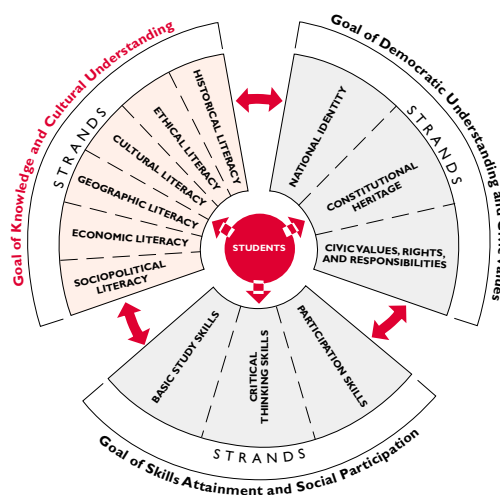 Goal of Knowledge and Cultural Understanding
STRANDS
HISTORICAL LITERACY
ETHICAL LITERACY
CULTURAL LITERACY
GEOGRAPHIC LITERACY
ECONOMIC LITERACY
SOCIOPOLITICAL
LITERACY
Goal of Democratic Understanding and Civic Values
STRANDS
NATIONAL IDENTITY
CONSTITUTIONAL
HERITAGE
CIVIC VALUES, RIGHTS,
AND RESPONSIBILITIES
STUDENTS
BASIC STUDY SKILLS
CRITICAL
THINKING SKILLS
PARTICIPATION SKILLS
STRANDS
Goal of Skills Attainment and Social Participation